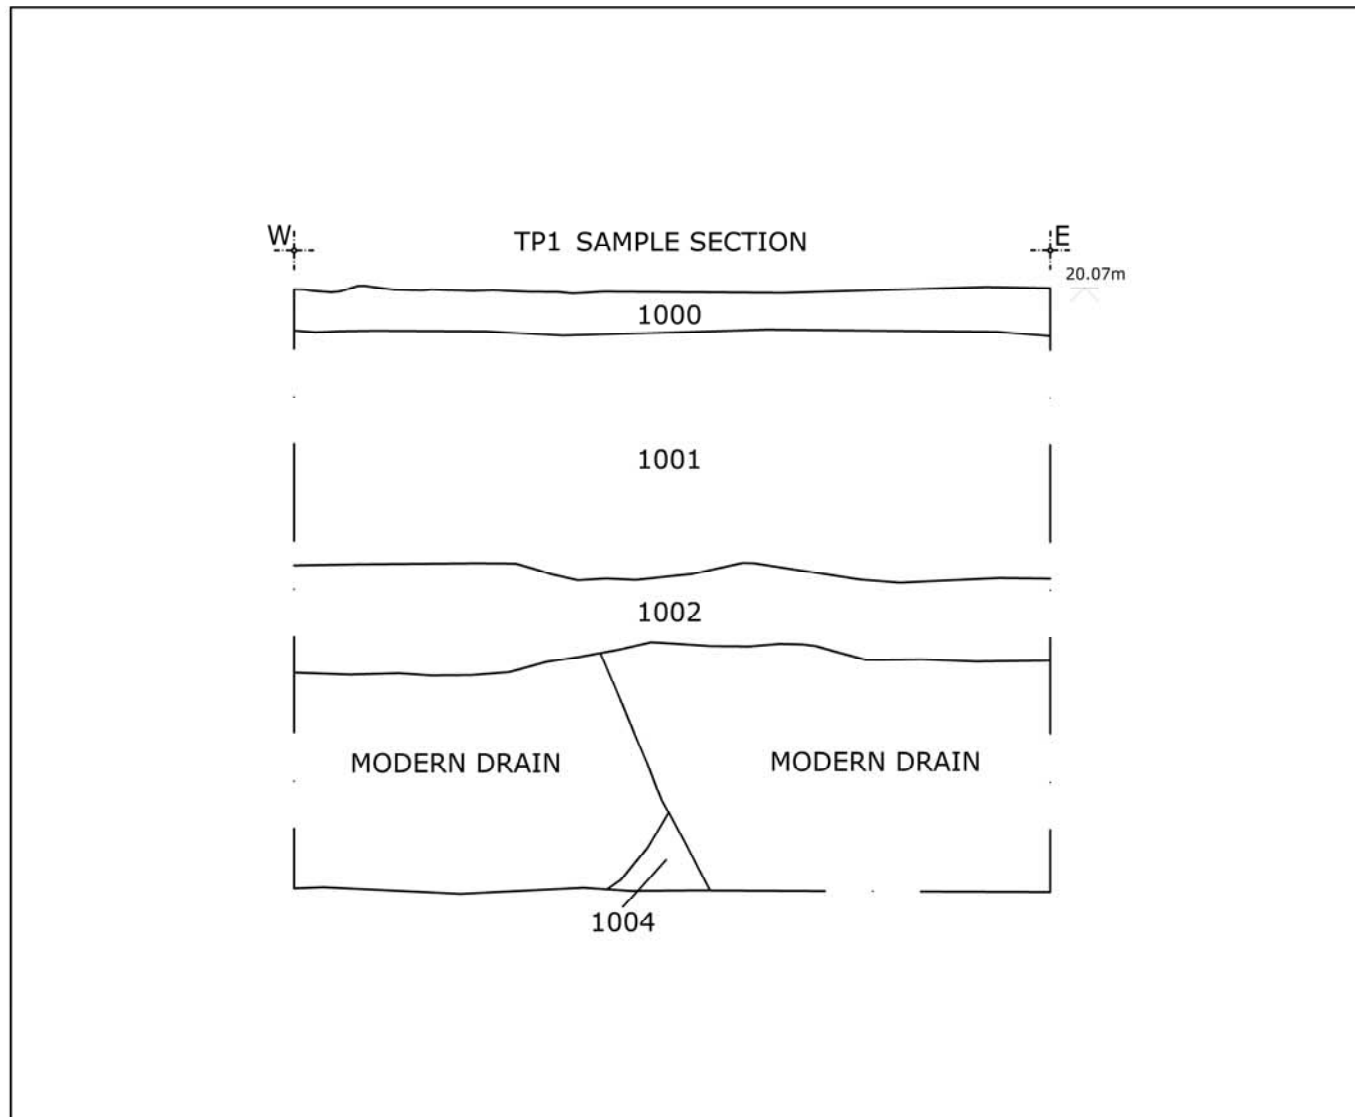 W
TP1 SAMPLE SECTION
E
20.07m
1000
1001
1002
MODERN DRAIN
MODERN DRAIN
1004